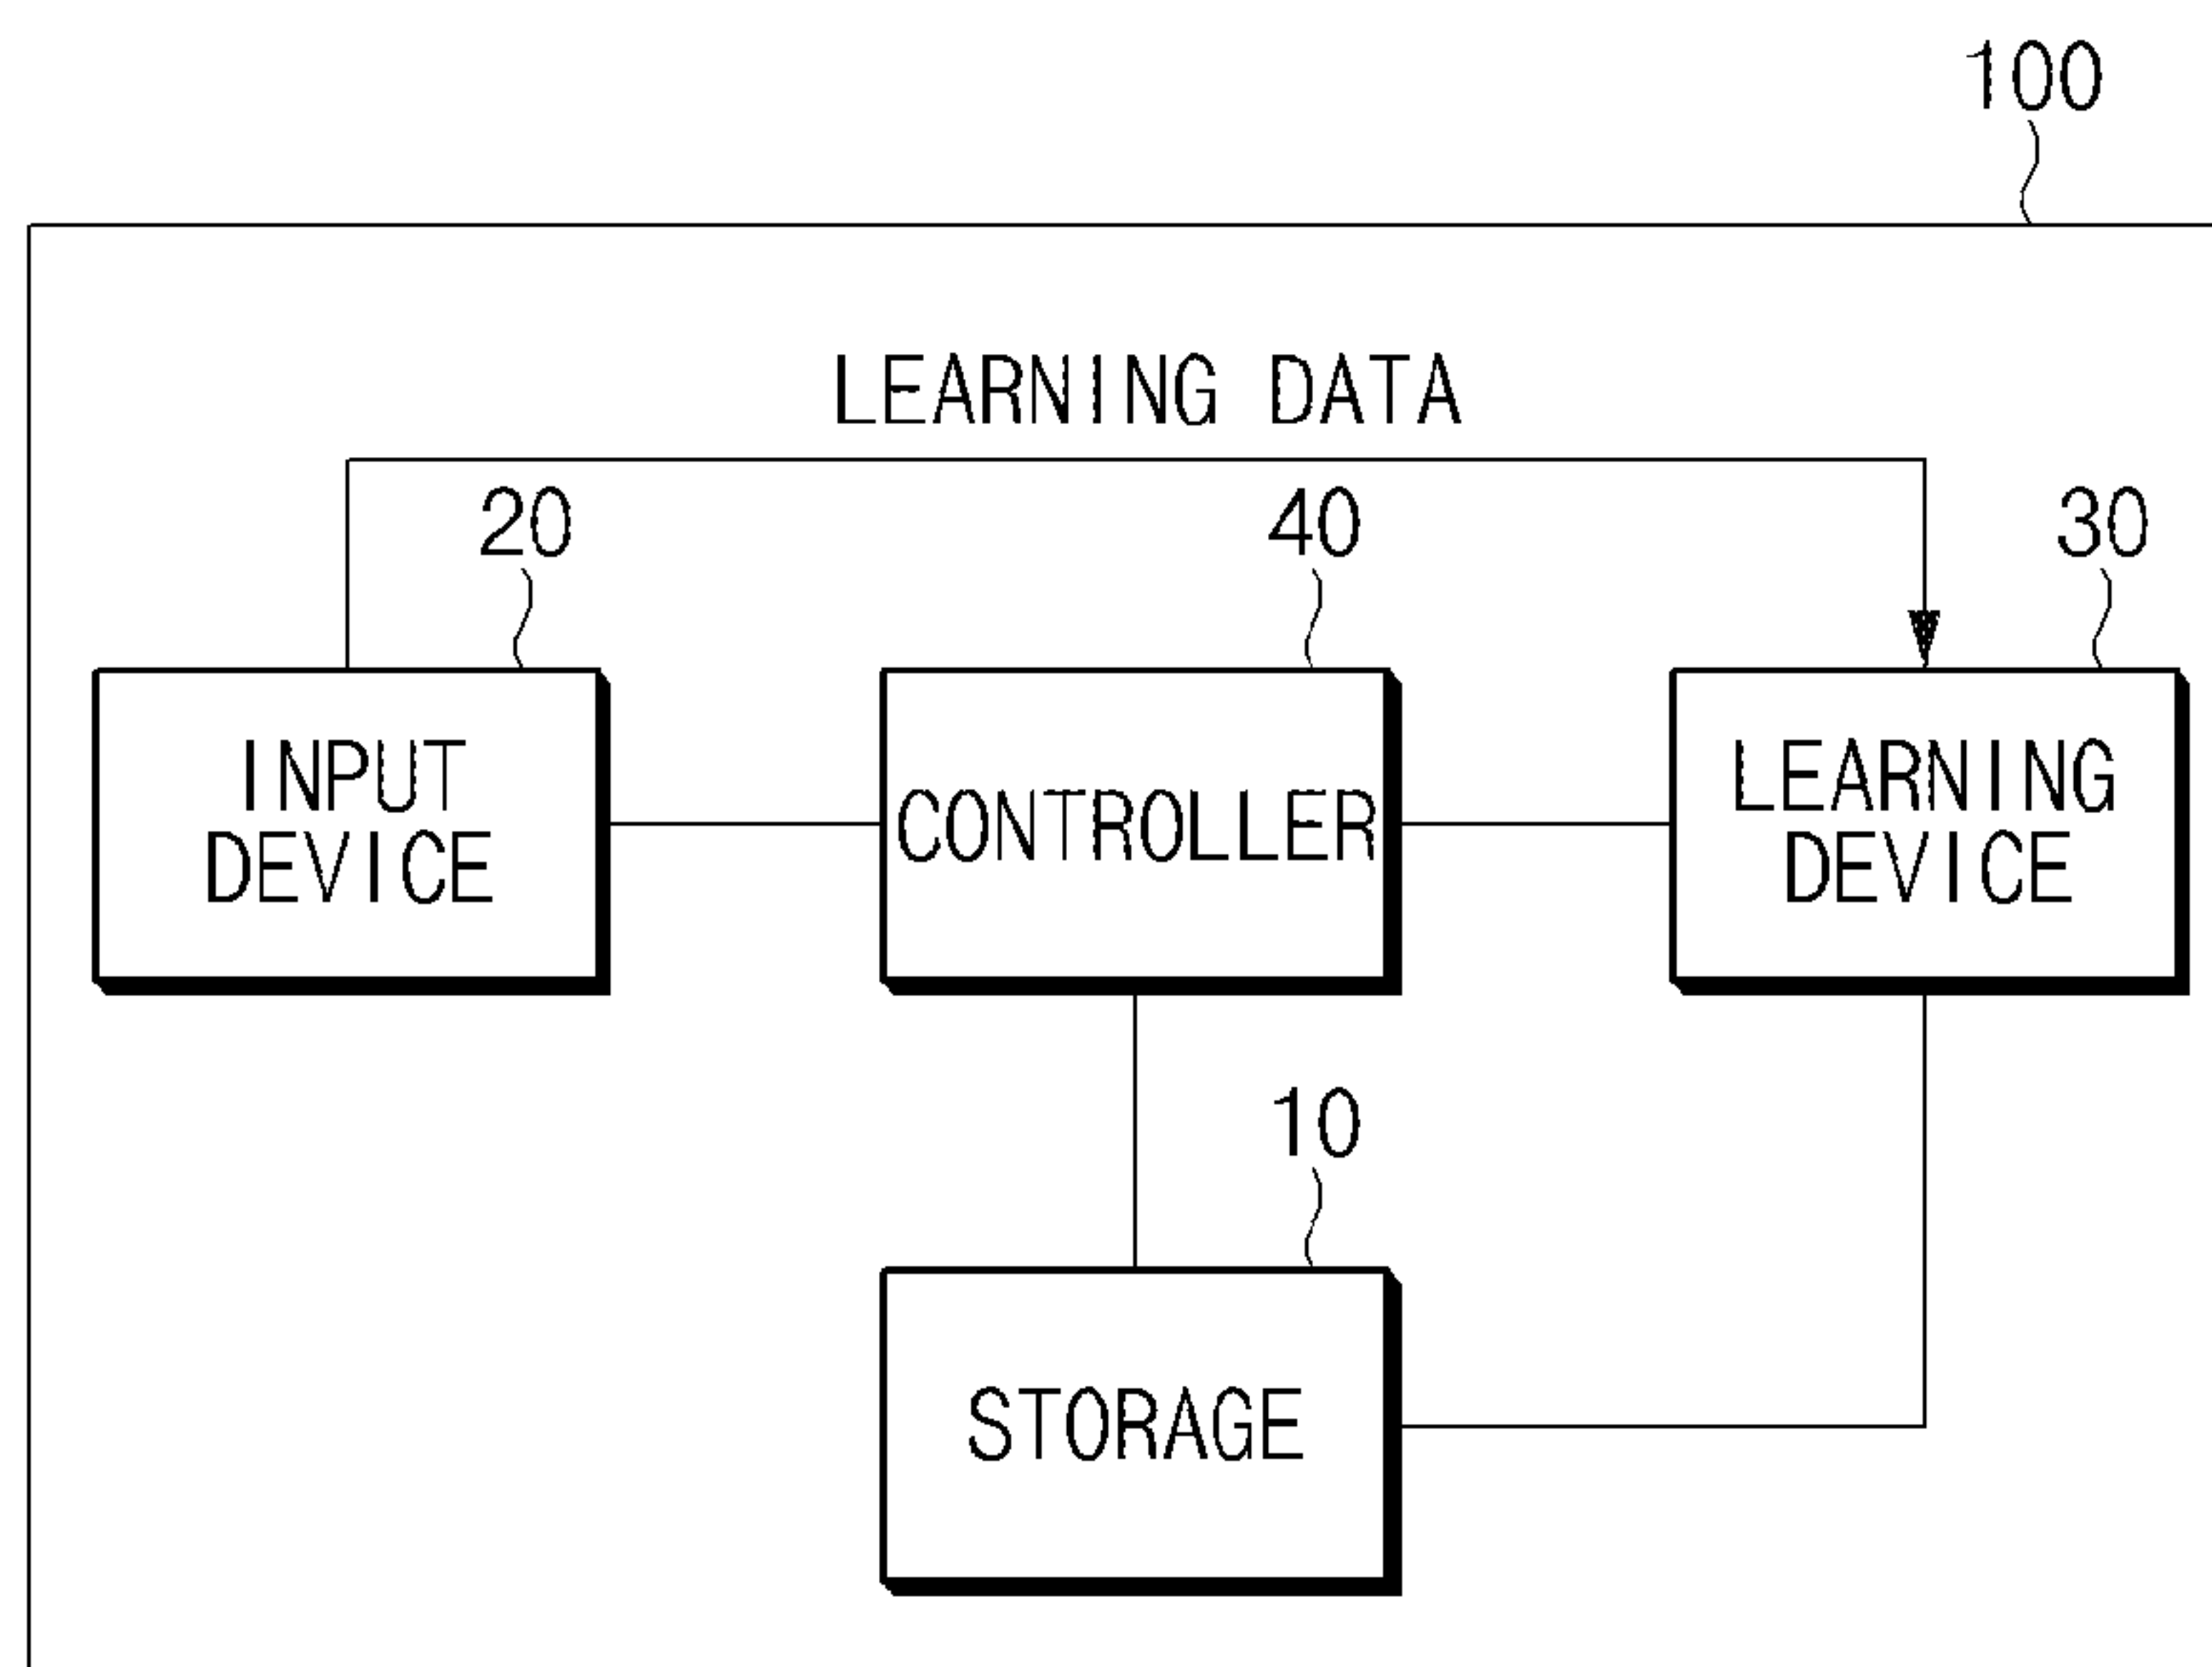 100
LEARNING DATA
20
40
30
INPUT
DEVICE
CONTROLLER
LEARNING
DEVICE
10
STORAGE